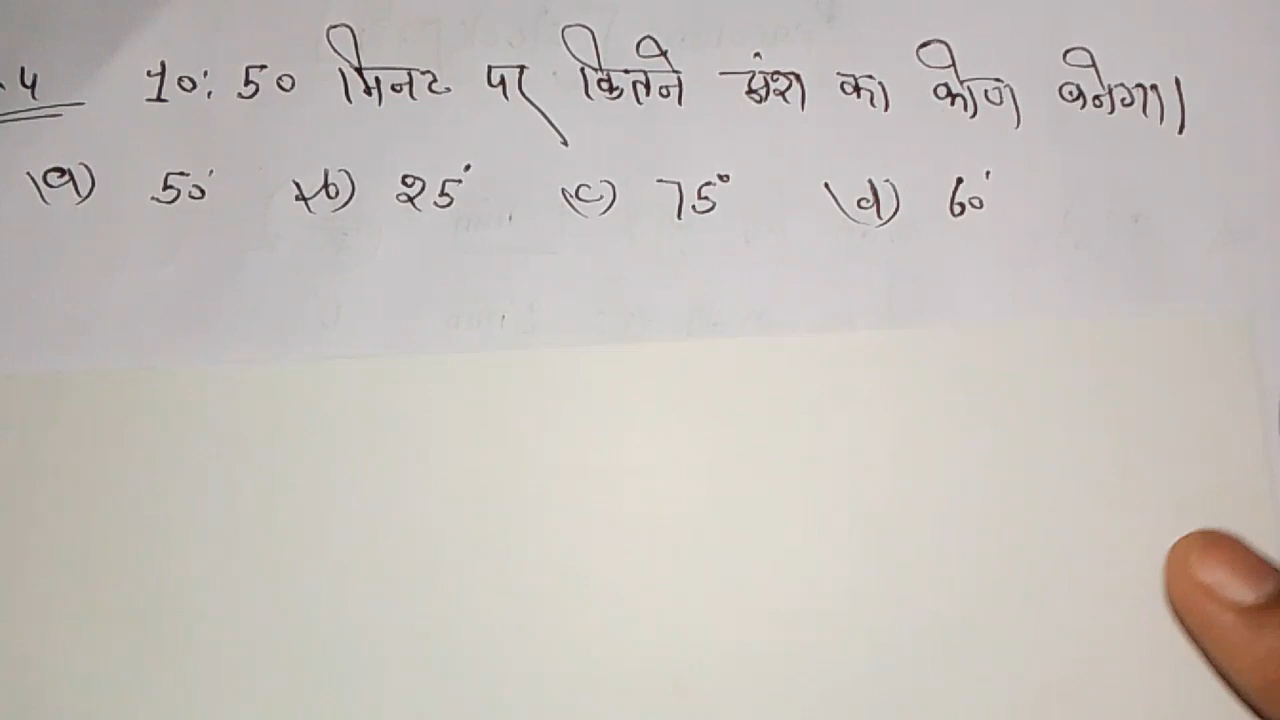 .4 10:50 मिनट पर कितने अंश का कोण बनेगा।
(a) 50° (b) 25° (c) 75° (d) 60°